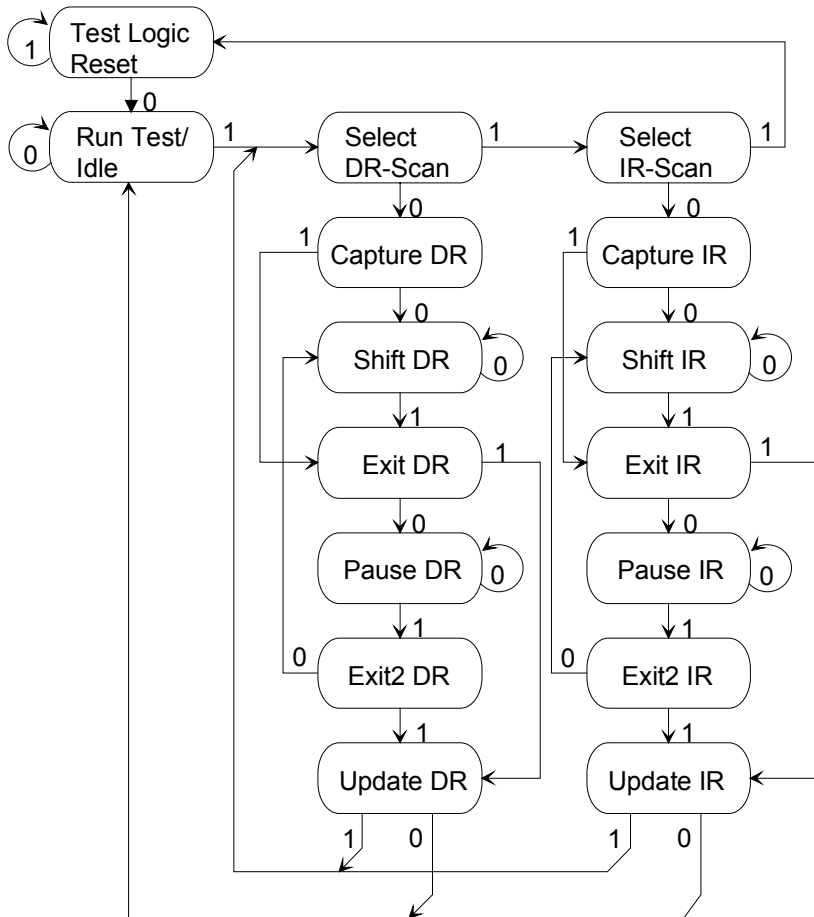 Test Logic
Reset
1
0
Run Test/
Idle
0
1
Select
DR-Scan
1
Select
IR-Scan
1
0
0
1
Capture DR
1
Capture IR
0
0
Shift DR
0
Shift IR
0
1
1
Exit DR
1
Exit IR
1
0
0
Pause DR
0
Pause IR
0
1
1
0
Exit2 DR
0
Exit2 IR
1
1
Update DR
Update IR
1
0
1
0